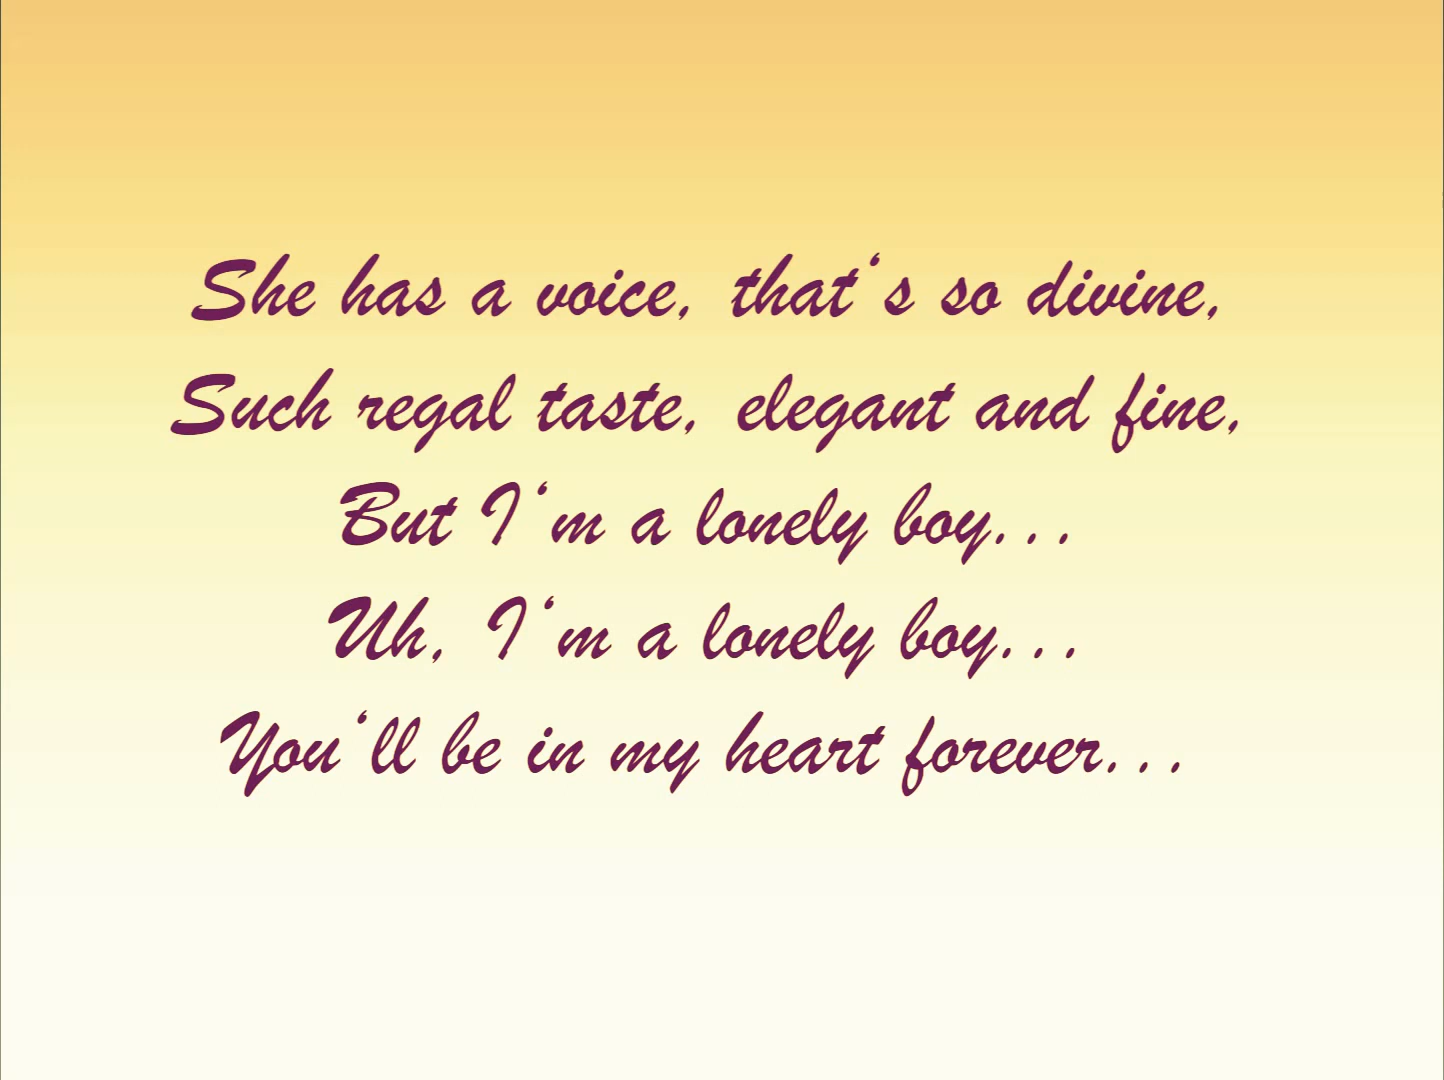 She has a voice, that's so divine,
Such regal taste, elegant and fine,
But I'm a lonely boy...
Uh, I'm a lonely boy...
You'll be in my heart forever...